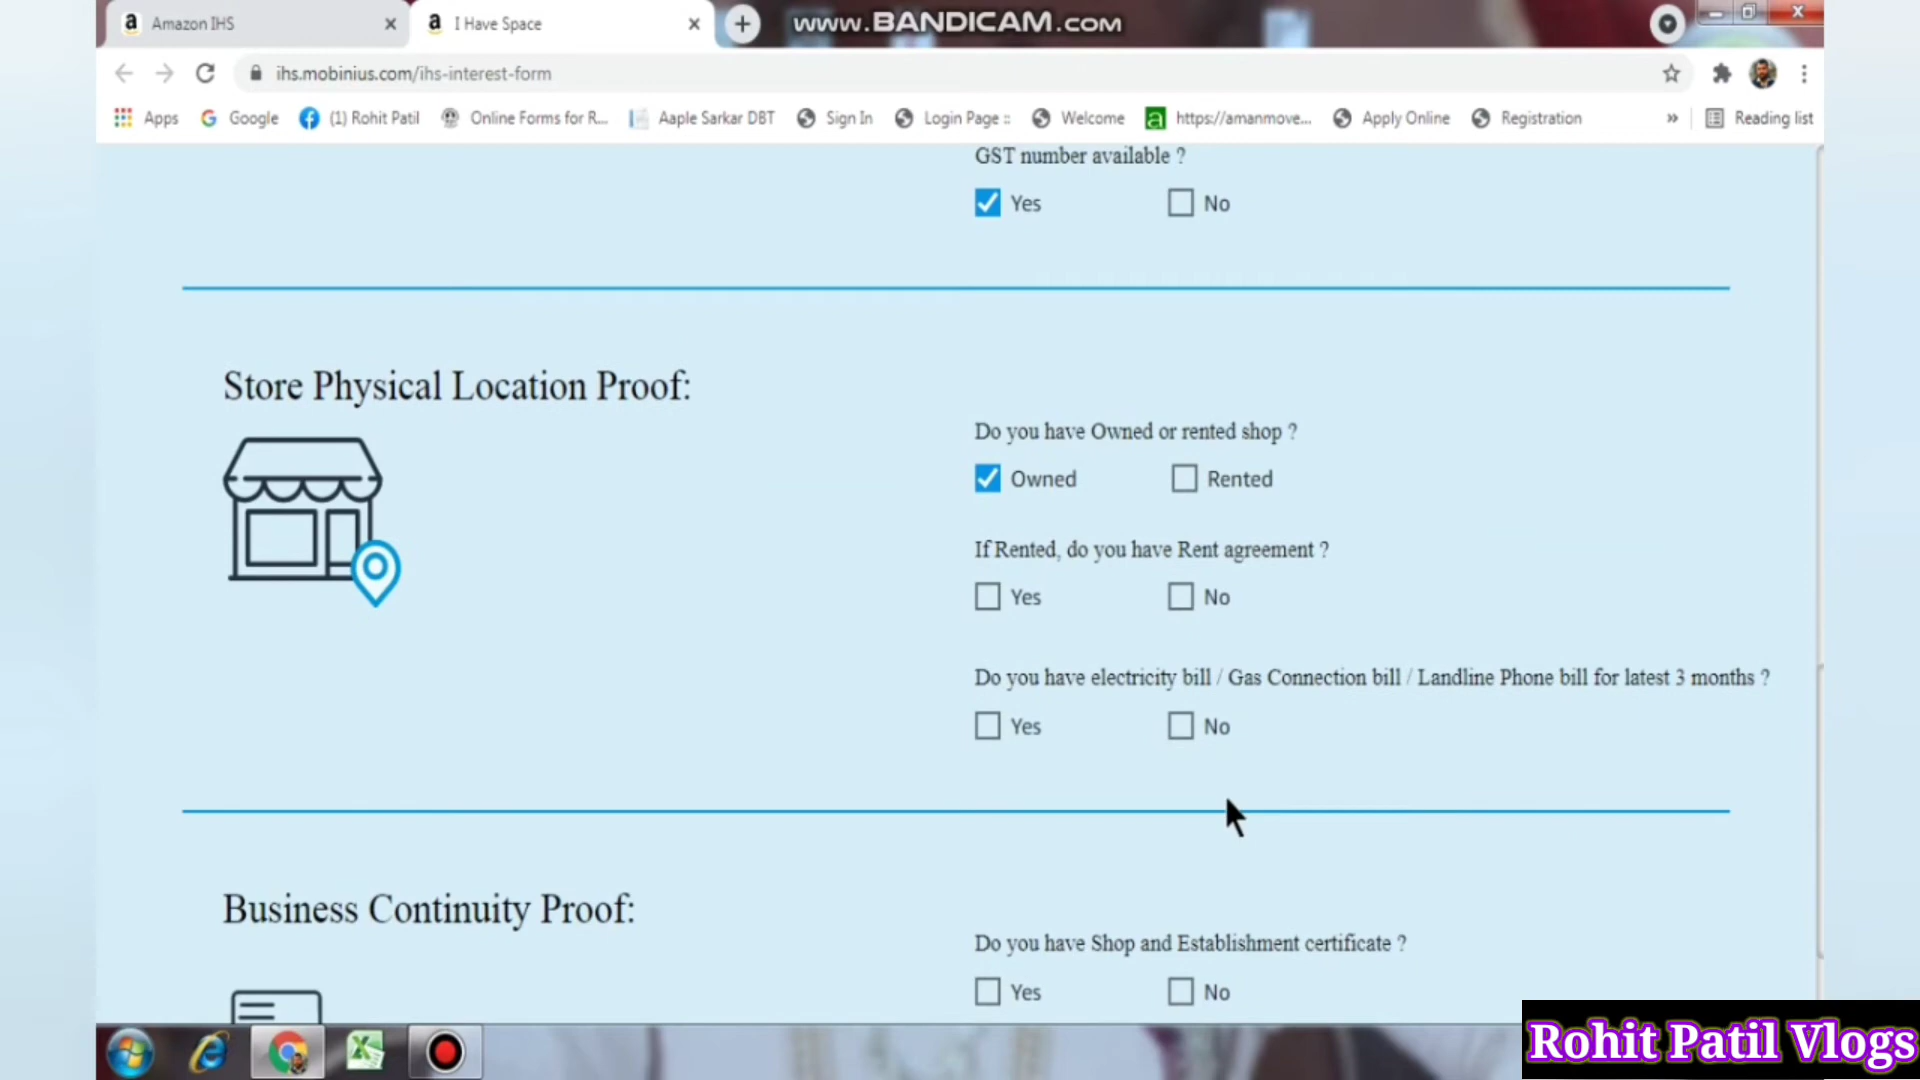 Amazon IHS
I Have Space
www.BANDICAM.com
ihs.mobinius.com/ihs-interest-form
Apps
Google
(1) Rohit Patil
Online Forms for R...
Aaple Sarkar DBT
Sign In
Login Page ::
Welcome
https://amanmove...
Apply Online
Registration
»
Reading list
GST number available ?
Yes
No
Store Physical Location Proof:
Do you have Owned or rented shop ?
Owned
Rented
If Rented, do you have Rent agreement ?
Yes
No
Do you have electricity bill / Gas Connection bill / Landline Phone bill for latest 3 months ?
Yes
No
Business Continuity Proof:
Do you have Shop and Establishment certificate ?
Yes
No
Rohit Patil Vlogs